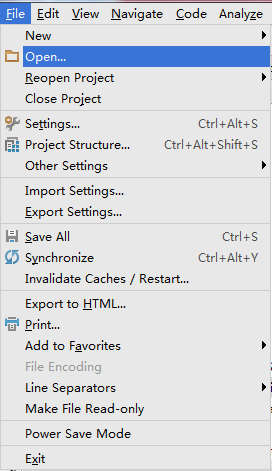 File Edit View Navigate Code Analyze
New
Open...
Reopen Project
Close Project
Settings... Ctrl+Alt+S
Project Structure... Ctrl+Alt+Shift+S
Other Settings
Import Settings...
Export Settings...
Save All Ctrl+S
Synchronize Ctrl+Alt+Y
Invalidate Caches / Restart...
Export to HTML...
Print...
Add to Favorites
File Encoding
Line Separators
Make File Read-only
Power Save Mode
Exit